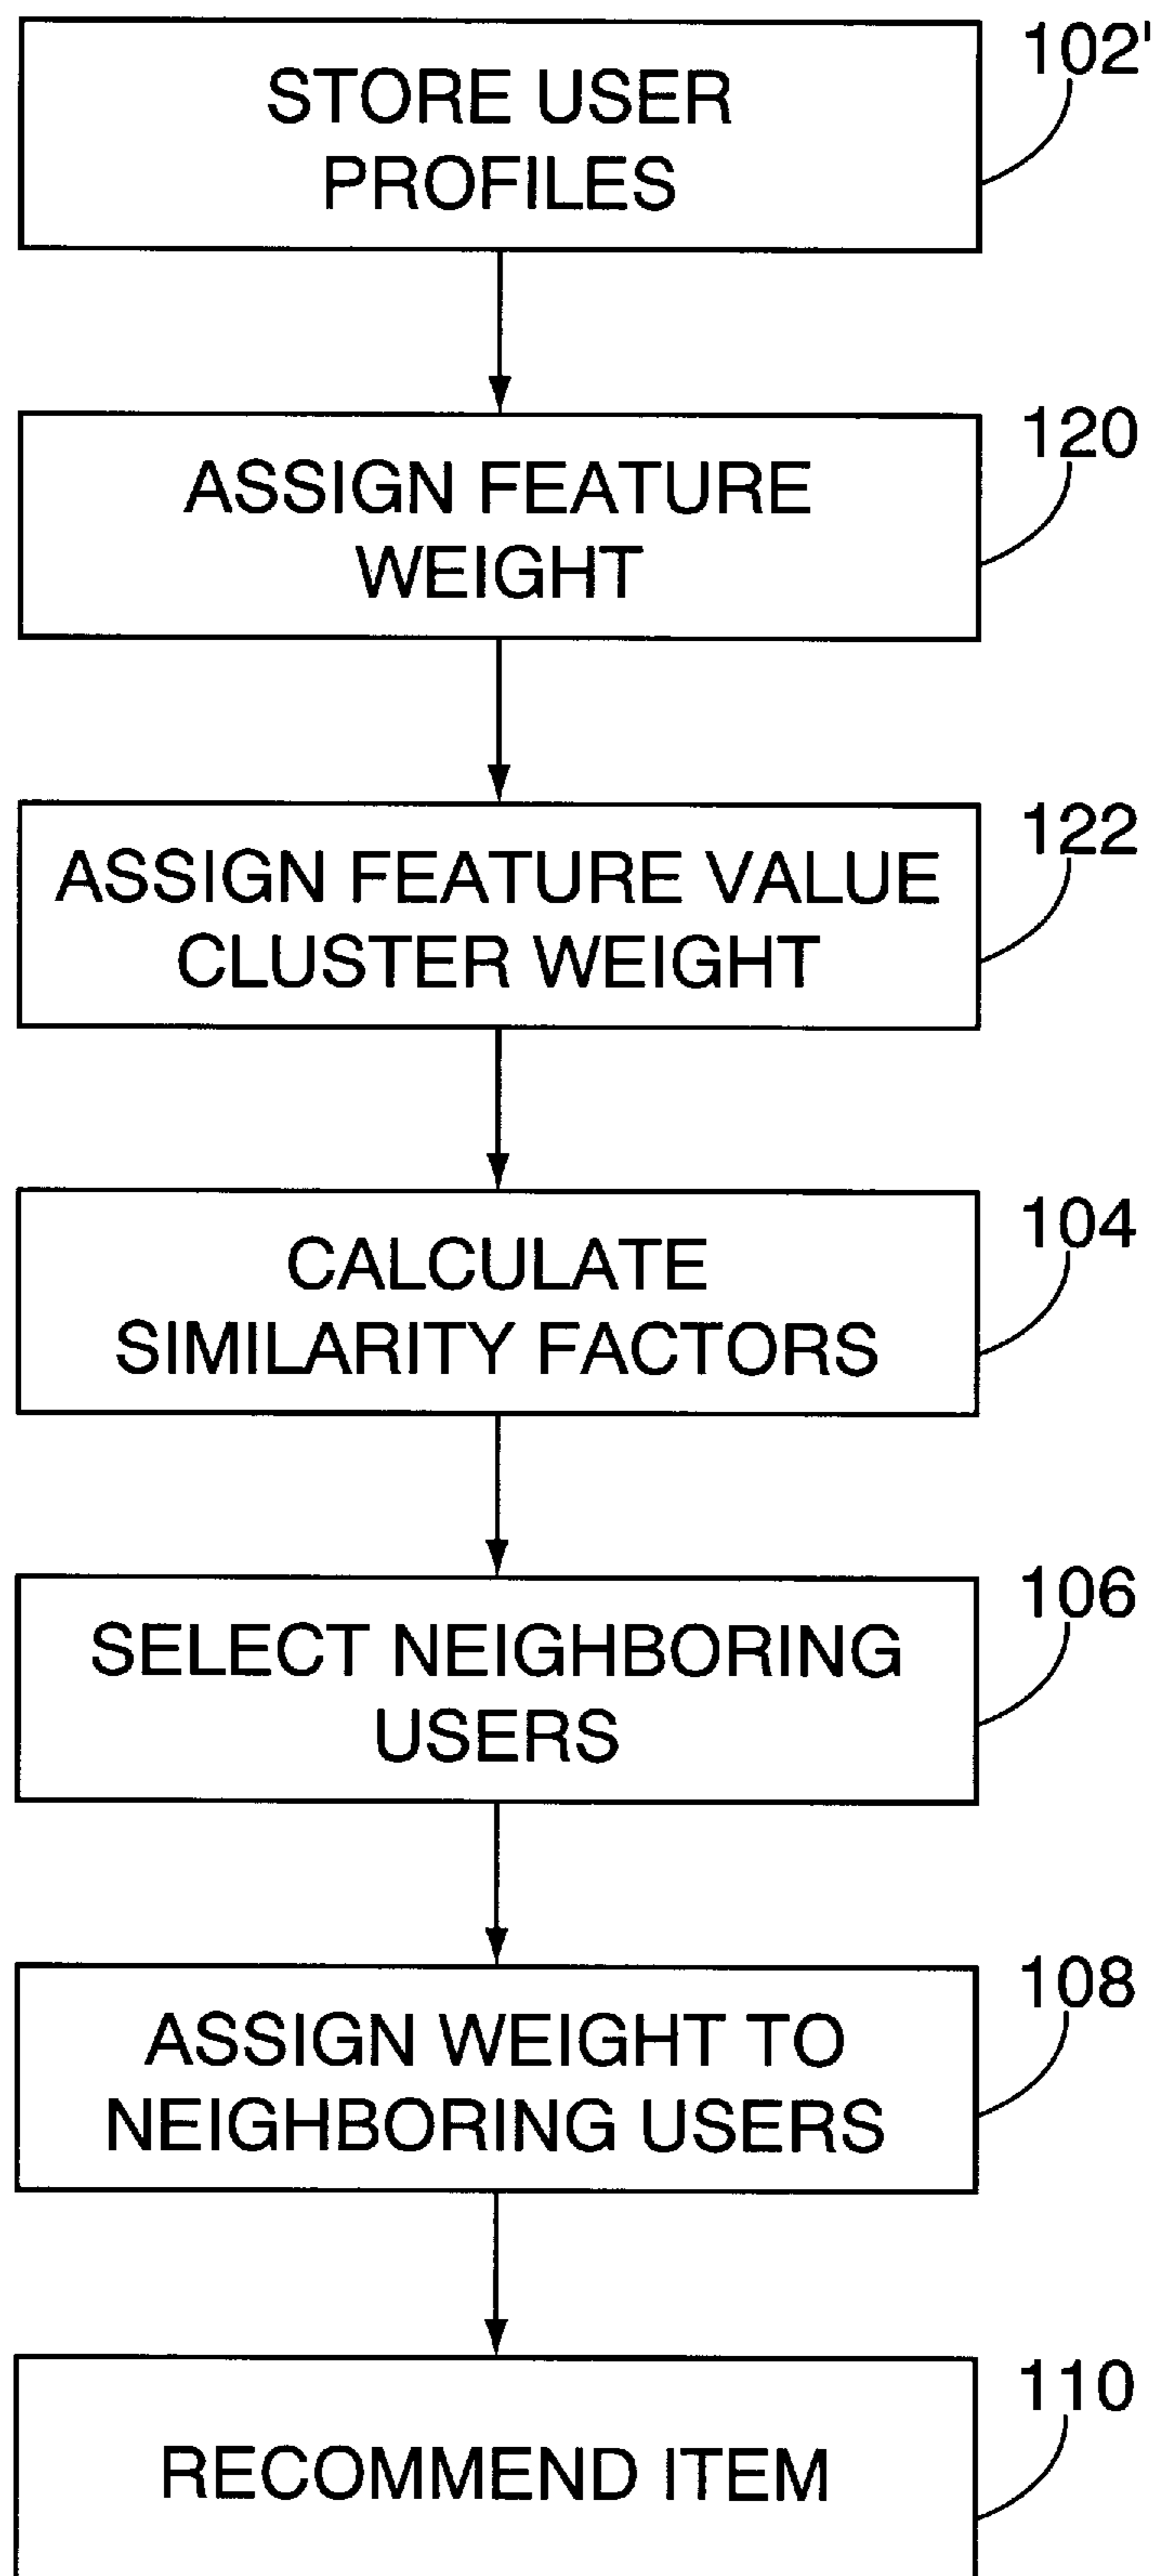 STORE USER
PROFILES
102'
ASSIGN FEATURE
WEIGHT
120
ASSIGN FEATURE VALUE
CLUSTER WEIGHT
122
CALCULATE
SIMILARITY FACTORS
104
SELECT NEIGHBORING
USERS
106
ASSIGN WEIGHT TO
NEIGHBORING USERS
108
RECOMMEND ITEM
110